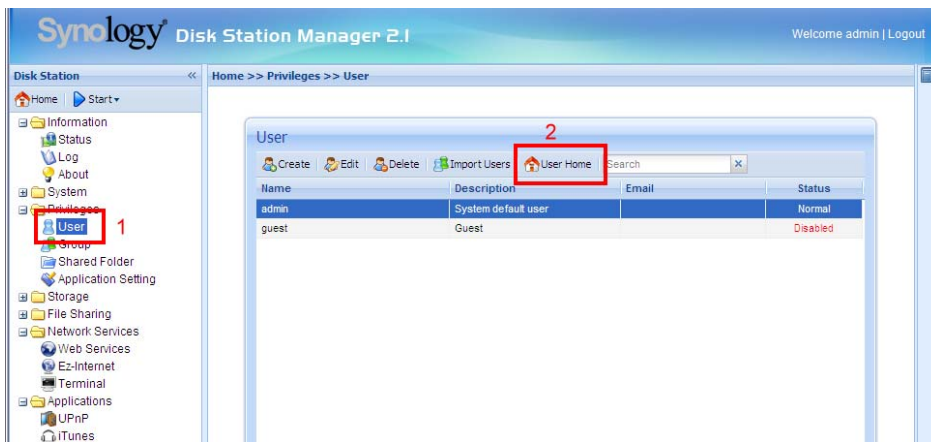 Synology Disk Station Manager 2.1
Welcome admin | Logout
Disk Station «
Home >> Privileges >> User
Home Start
Information
Status
Log
About
System
Privileges
User 1
Group
Shared Folder
Application Setting
Storage
File Sharing
Network Services
Web Services
Ez-Internet
Terminal
Applications
UPnP
iTunes
User 2
Create Edit Delete Import Users User Home Search
Name Description Email Status
admin System default user Normal
guest Guest Disabled